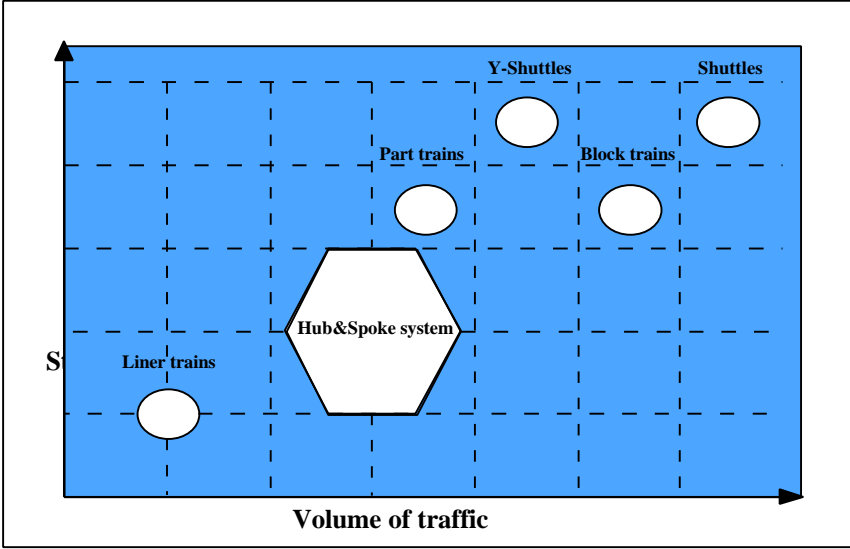 Y-Shuttles
Shuttles
Part trains
Block trains
Hub&Spoke system
Liner trains
Volume of traffic